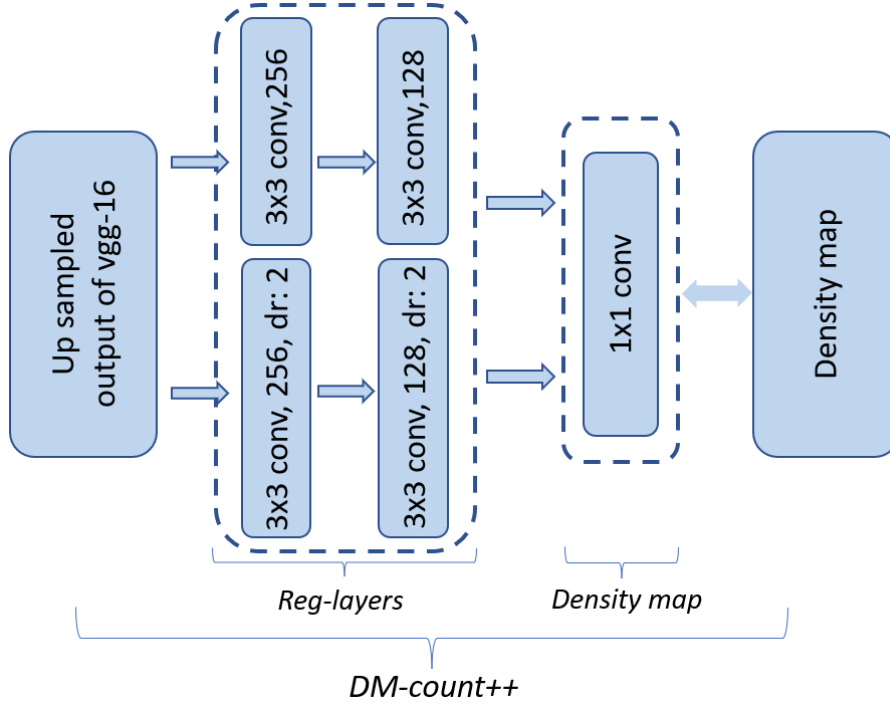 Up sampled
output of vgg-16
3x3 conv,256
3x3 conv,128
3x3 conv, 256, dr: 2
3x3 conv, 128, dr: 2
1x1 conv
Density map
Reg-layers
Density map
DM-count++